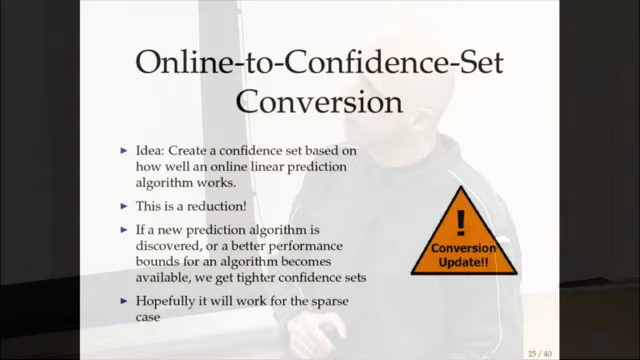 Online-to-Confidence-Set
Conversion
► Idea: Create a confidence set based on
how well an online linear prediction
algorithm works.
► This is a reduction!
► If a new prediction algorithm is
discovered, or a better performance
bounds for an algorithm becomes
available, we get tighter confidence sets
► Hopefully it will work for the sparse
case
!
Conversion
Update!!
25 / 40